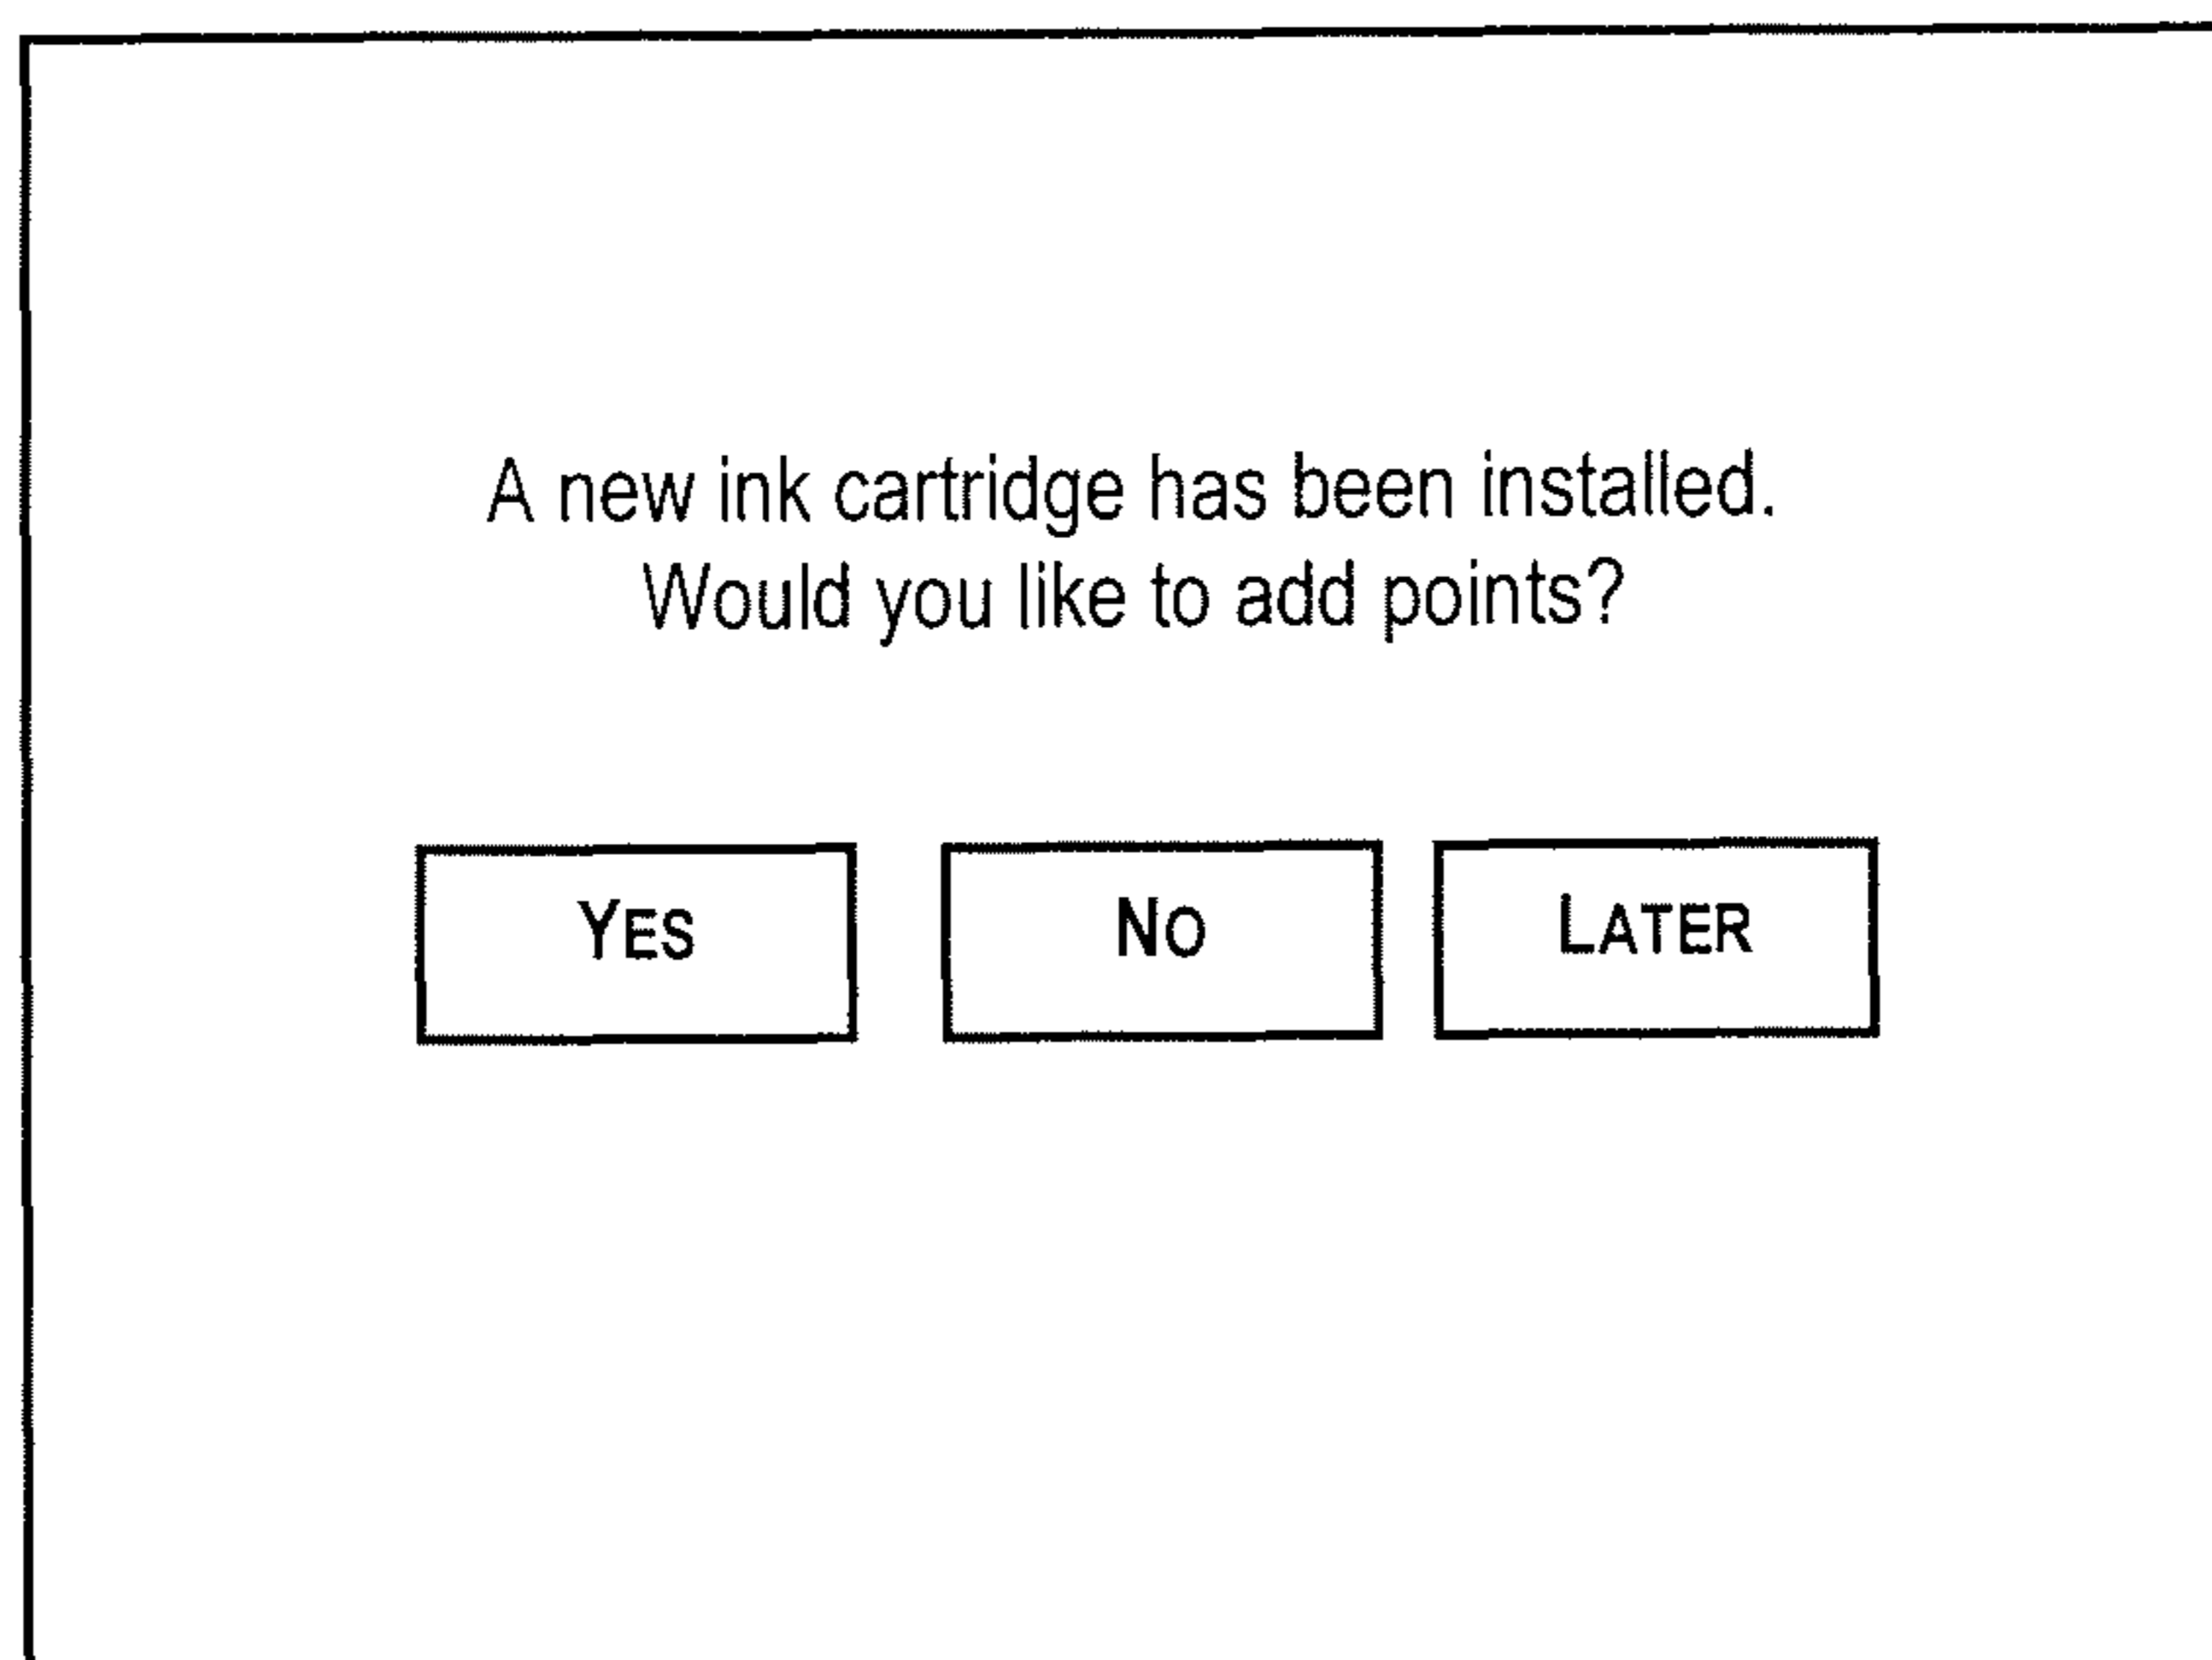 A new ink cartridge has been installed.
Would you like to add points?
YES
NO
LATER